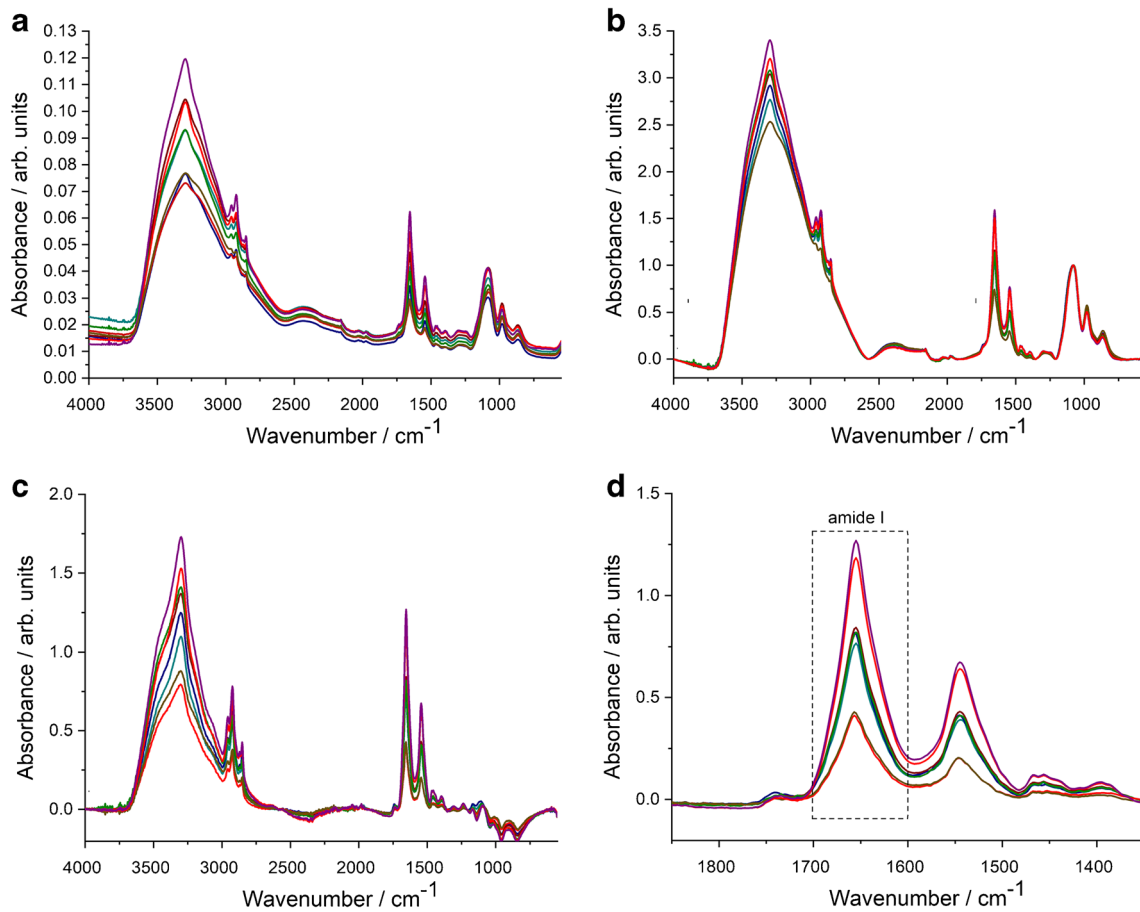 a
0.13
0.12
0.11
0.10
0.09
0.08
0.07
0.06
0.05
0.04
0.03
0.02
0.01
0.00
Absorbance / arb. units
4000 3500 3000 2500 2000 1500 1000
Wavenumber / cm⁻¹
b
3.5
3.0
2.5
2.0
1.5
1.0
0.5
0.0
Absorbance / arb. units
4000 3500 3000 2500 2000 1500 1000
Wavenumber / cm⁻¹
c
2.0
1.5
1.0
0.5
0.0
Absorbance / arb. units
4000 3500 3000 2500 2000 1500 1000
Wavenumber / cm⁻¹
d
1.5
1.0
0.5
0.0
Absorbance / arb. units
amide I
1800 1700 1600 1500 1400
Wavenumber / cm⁻¹